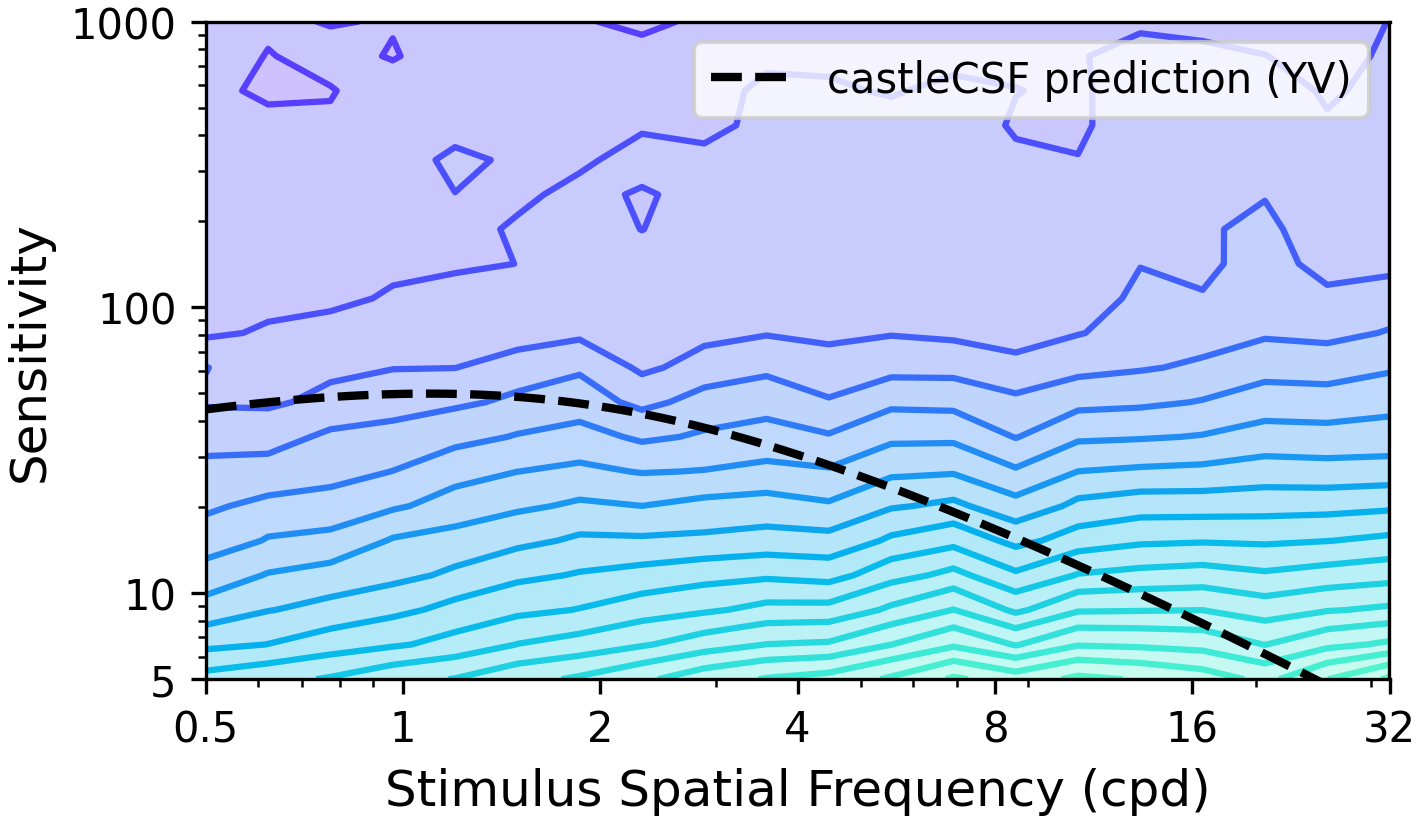 1000
100
10
5
Sensitivity
castleCSF prediction (YV)
0.5 1 2 4 8 16 32
Stimulus Spatial Frequency (cpd)